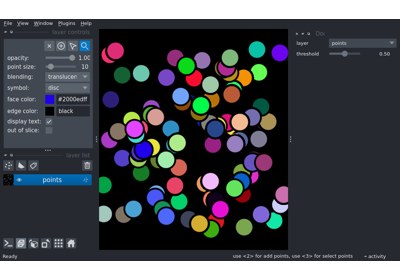 File View Window Plugins Help
layer controls
opacity: 1.00
point size: 10
blending: translucen
symbol: disc
face color: #2000edff
edge color: black
display text:
out of slice:
layer list
points
layer points
threshold 0.50
Ready
use <2> for add points, use <3> for select points
activity